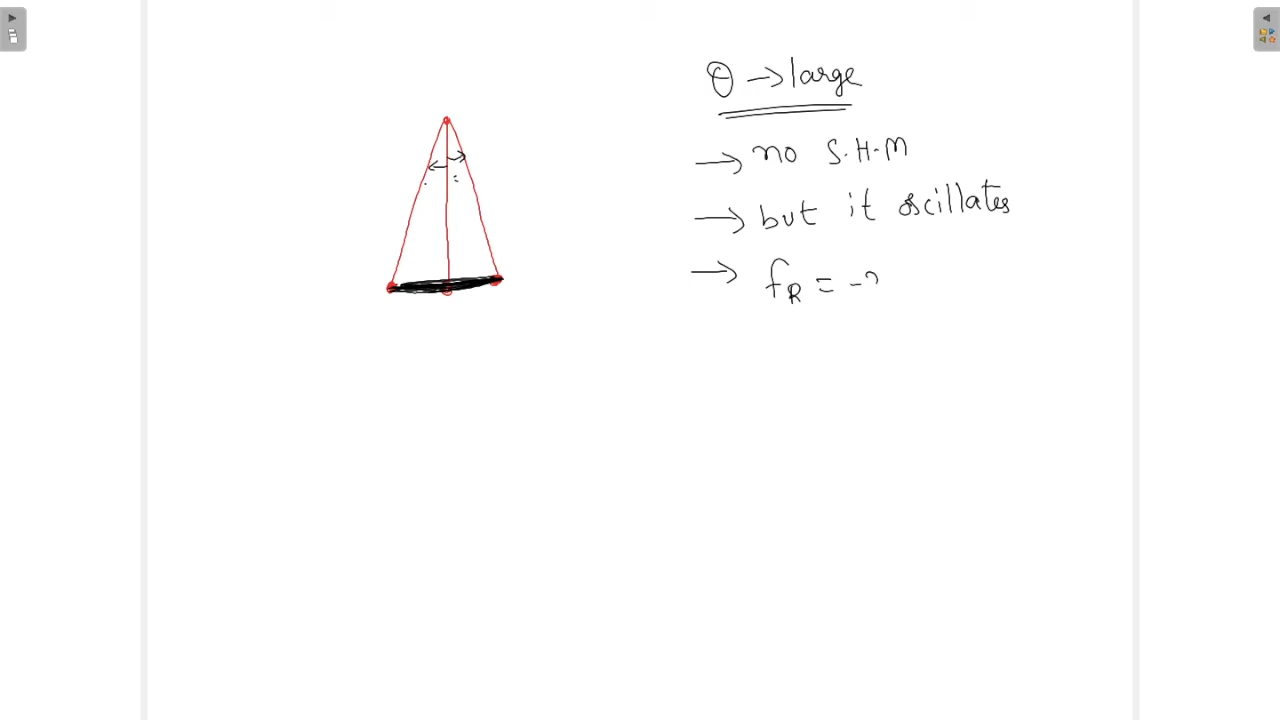 θ → large
→ no S.H.M
→ but it oscillates
→ f_R = -